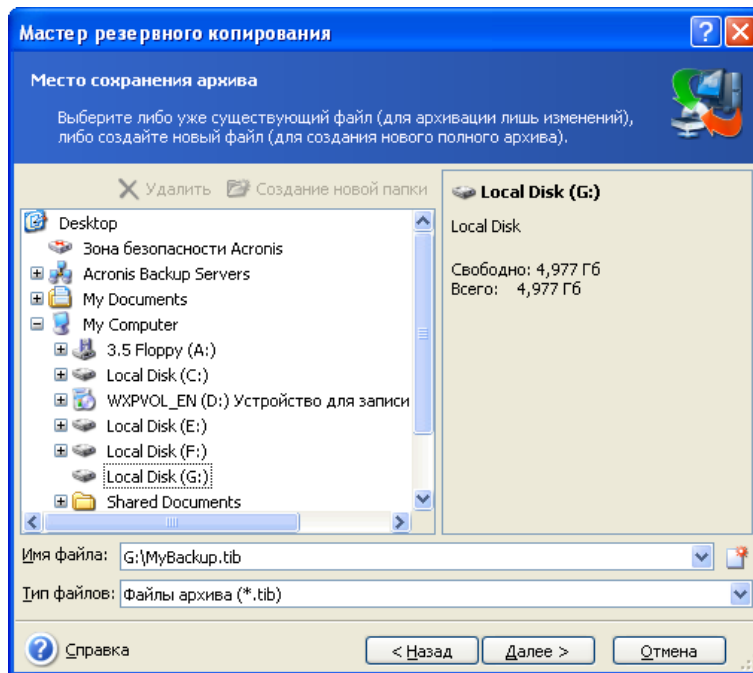 Мастер резервного копирования
Место сохранения архива
Выберите либо уже существующий файл (для архивации лишь изменений),
либо создайте новый файл (для создания нового полного архива).
Удалить Создание новой папки
Desktop
Зона безопасности Acronis
Acronis Backup Servers
My Documents
My Computer
3.5 Floppy (A:)
Local Disk (C:)
WXPVOL_EN (D:) Устройство для записи
Local Disk (E:)
Local Disk (F:)
Local Disk (G:)
Shared Documents
Local Disk (G:)
Local Disk
Свободно: 4,977 Гб
Всего: 4,977 Гб
Имя файла: G:\MyBackup.tib
Тип файлов: Файлы архива (*.tib)
Справка
< Назад Далее > Отмена